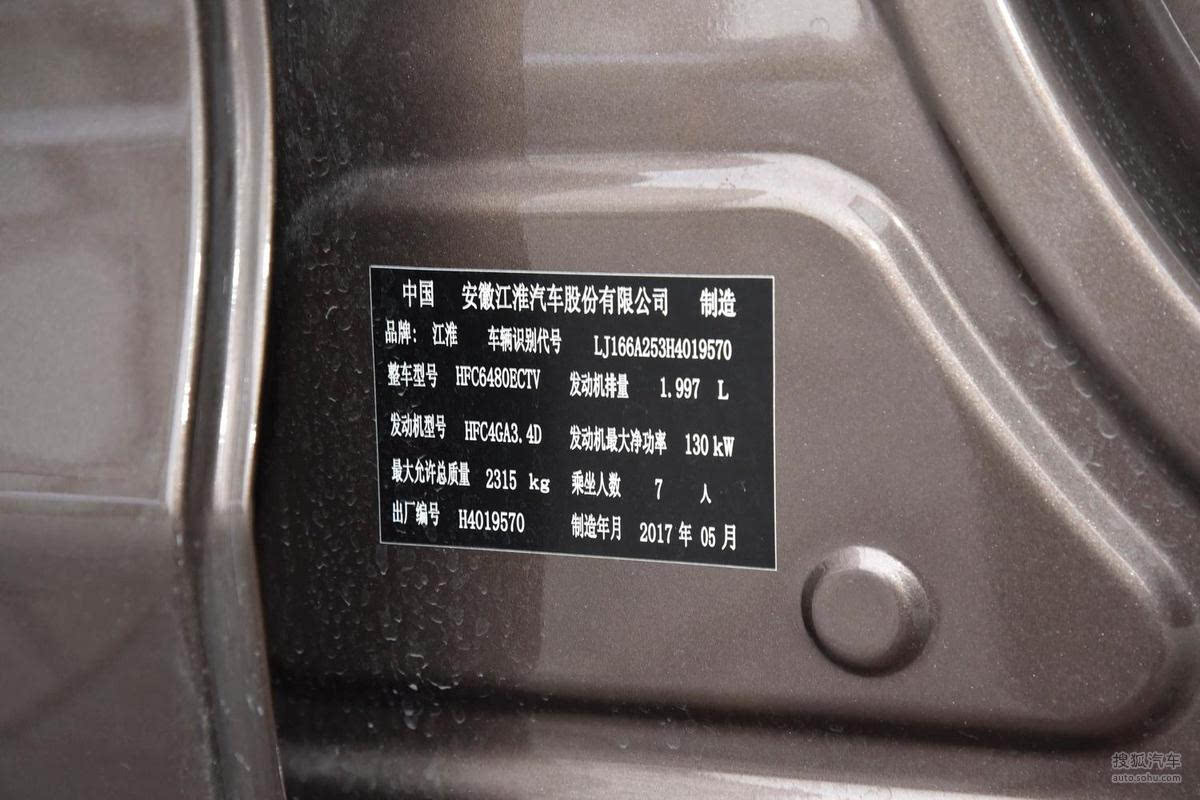 中国 安徽江淮汽车股份有限公司 制造
品牌: 江淮 车辆识别代号 LJ166A253H4019570
整车型号 HFC6480ECTV 发动机排量 1.997 L
发动机型号 HFC4GA3.4D 发动机最大净功率 130 kW
最大允许总质量 2315 kg 乘坐人数 7 人
出厂编号 H4019570 制造年月 2017 年 05 月
搜狐汽车
auto.sohu.com